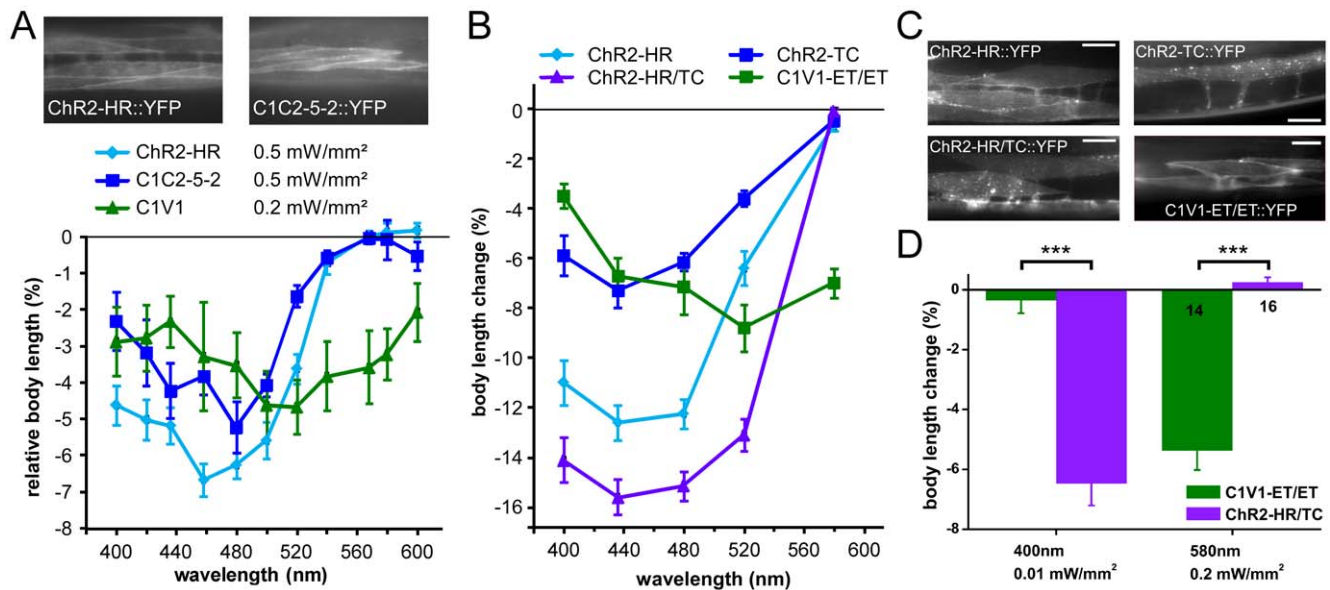 A
ChR2-HR::YFP
C1C2-5-2::YFP
ChR2-HR 0.5 mW/mm²
C1C2-5-2 0.5 mW/mm²
C1V1 0.2 mW/mm²
relative body length (%)
0
-1
-2
-3
-4
-5
-6
-7
-8
400 440 480 520 560 600
wavelength (nm)
B
ChR2-HR ChR2-TC
ChR2-HR/TC C1V1-ET/ET
body length change (%)
0
-2
-4
-6
-8
-10
-12
-14
-16
400 440 480 520 560 600
wavelength (nm)
C
ChR2-HR::YFP
ChR2-TC::YFP
ChR2-HR/TC::YFP
C1V1-ET/ET::YFP
D
*** ***
body length change (%)
0
-2
-4
-6
-8
14
16
C1V1-ET/ET
ChR2-HR/TC
400nm 580nm
0.01 mW/mm² 0.2 mW/mm²